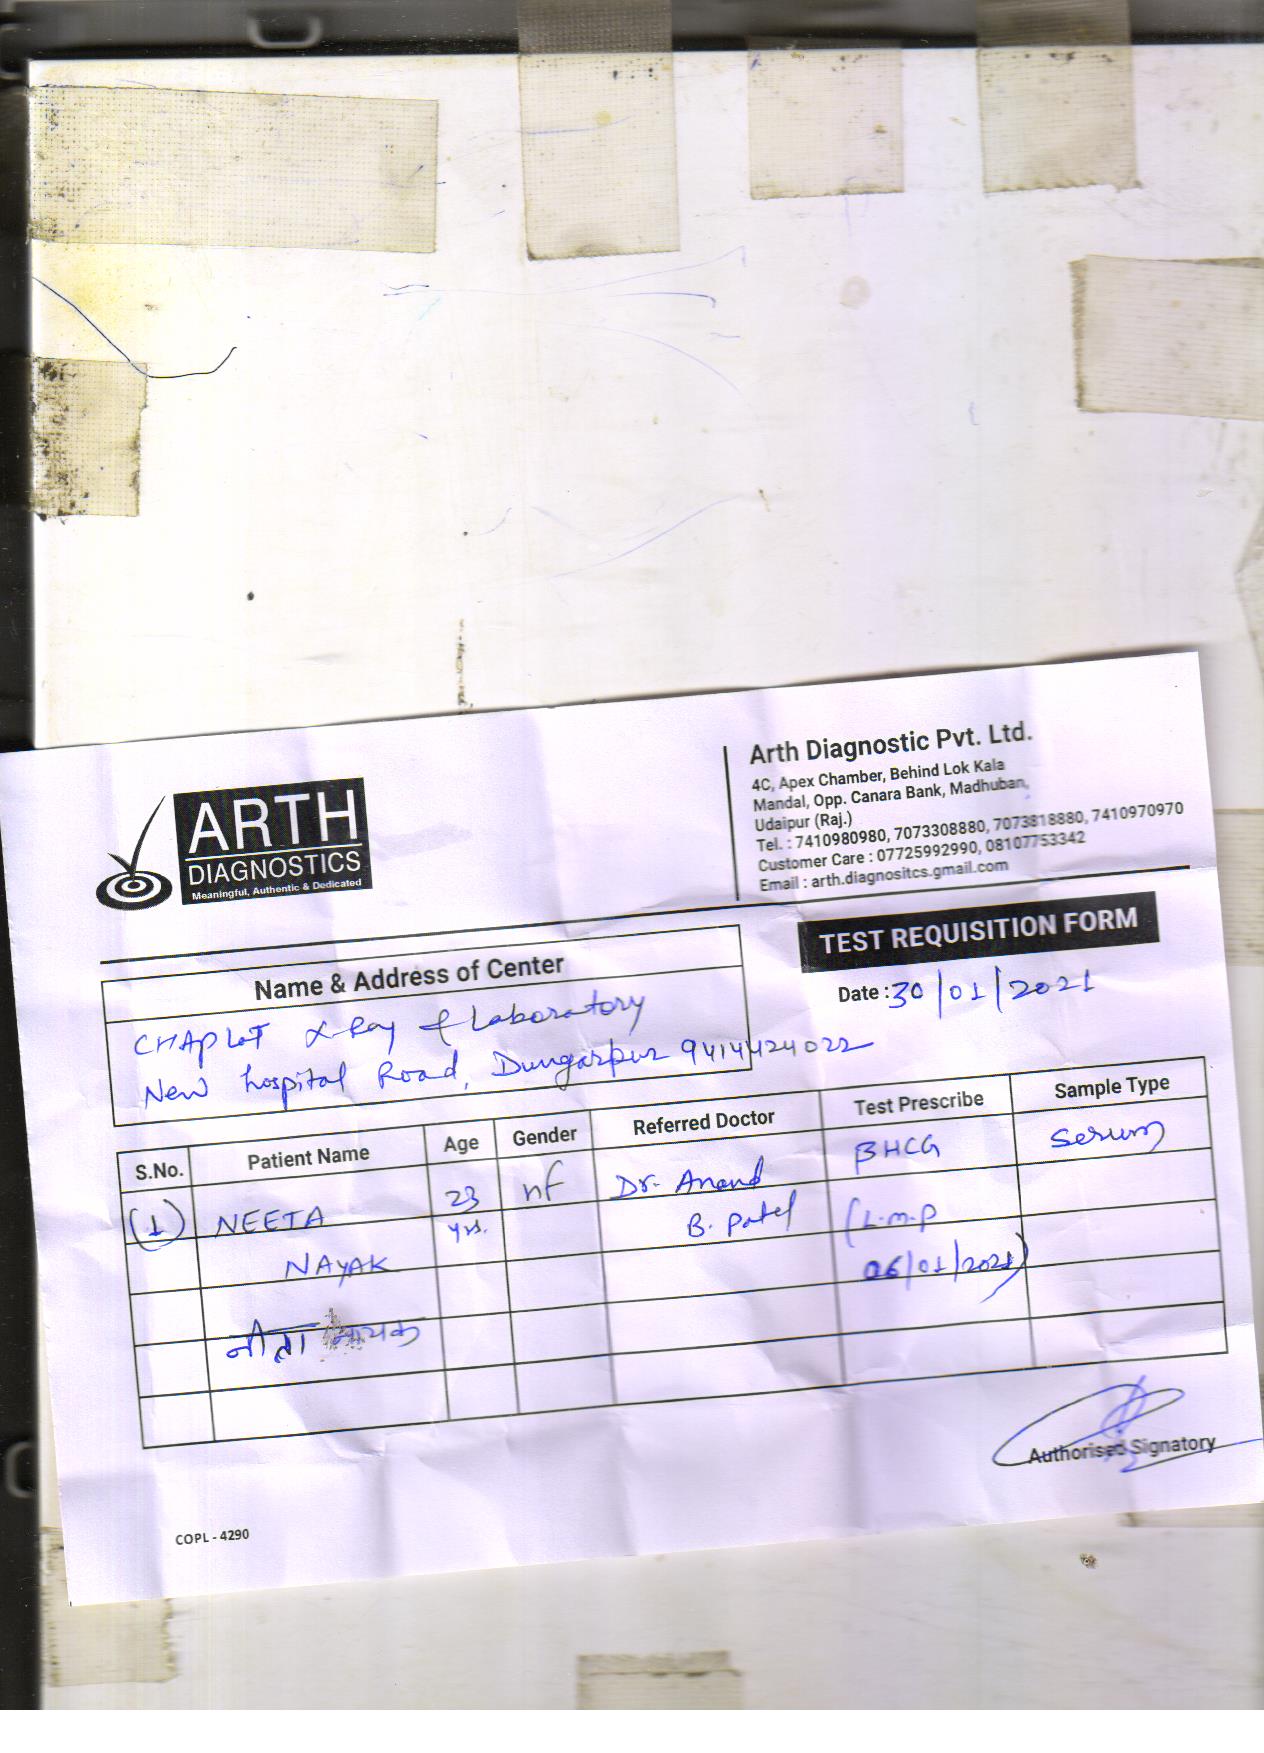 ARTH
DIAGNOSTICS
Meaningful, Authentic & Dedicated
Arth Diagnostic Pvt. Ltd.
4C, Apex Chamber, Behind Lok Kala
Mandal, Opp. Canara Bank, Madhuban,
Udaipur (Raj.)
Tel. : 7410980980, 7073308880, 7073818880, 7410970970
Customer Care : 07725992990, 08107753342
Email : arth.diagnositcs.gmail.com
TEST REQUISITION FORM
Date : 30/01/2021
Name & Address of Center
CHAPLOT X-Ray & Laboratory
New hospital Road, Dungarpur 9414424022
S.No. Patient Name Age Gender Referred Doctor Test Prescribe Sample Type
(1) NEETA 23 Dr. Anand βHCG Serum
yrs. B. Patel (L.M.P
NAYAK 06/01/2021)
नीता नायक
Authorised Signatory
COPL - 4290